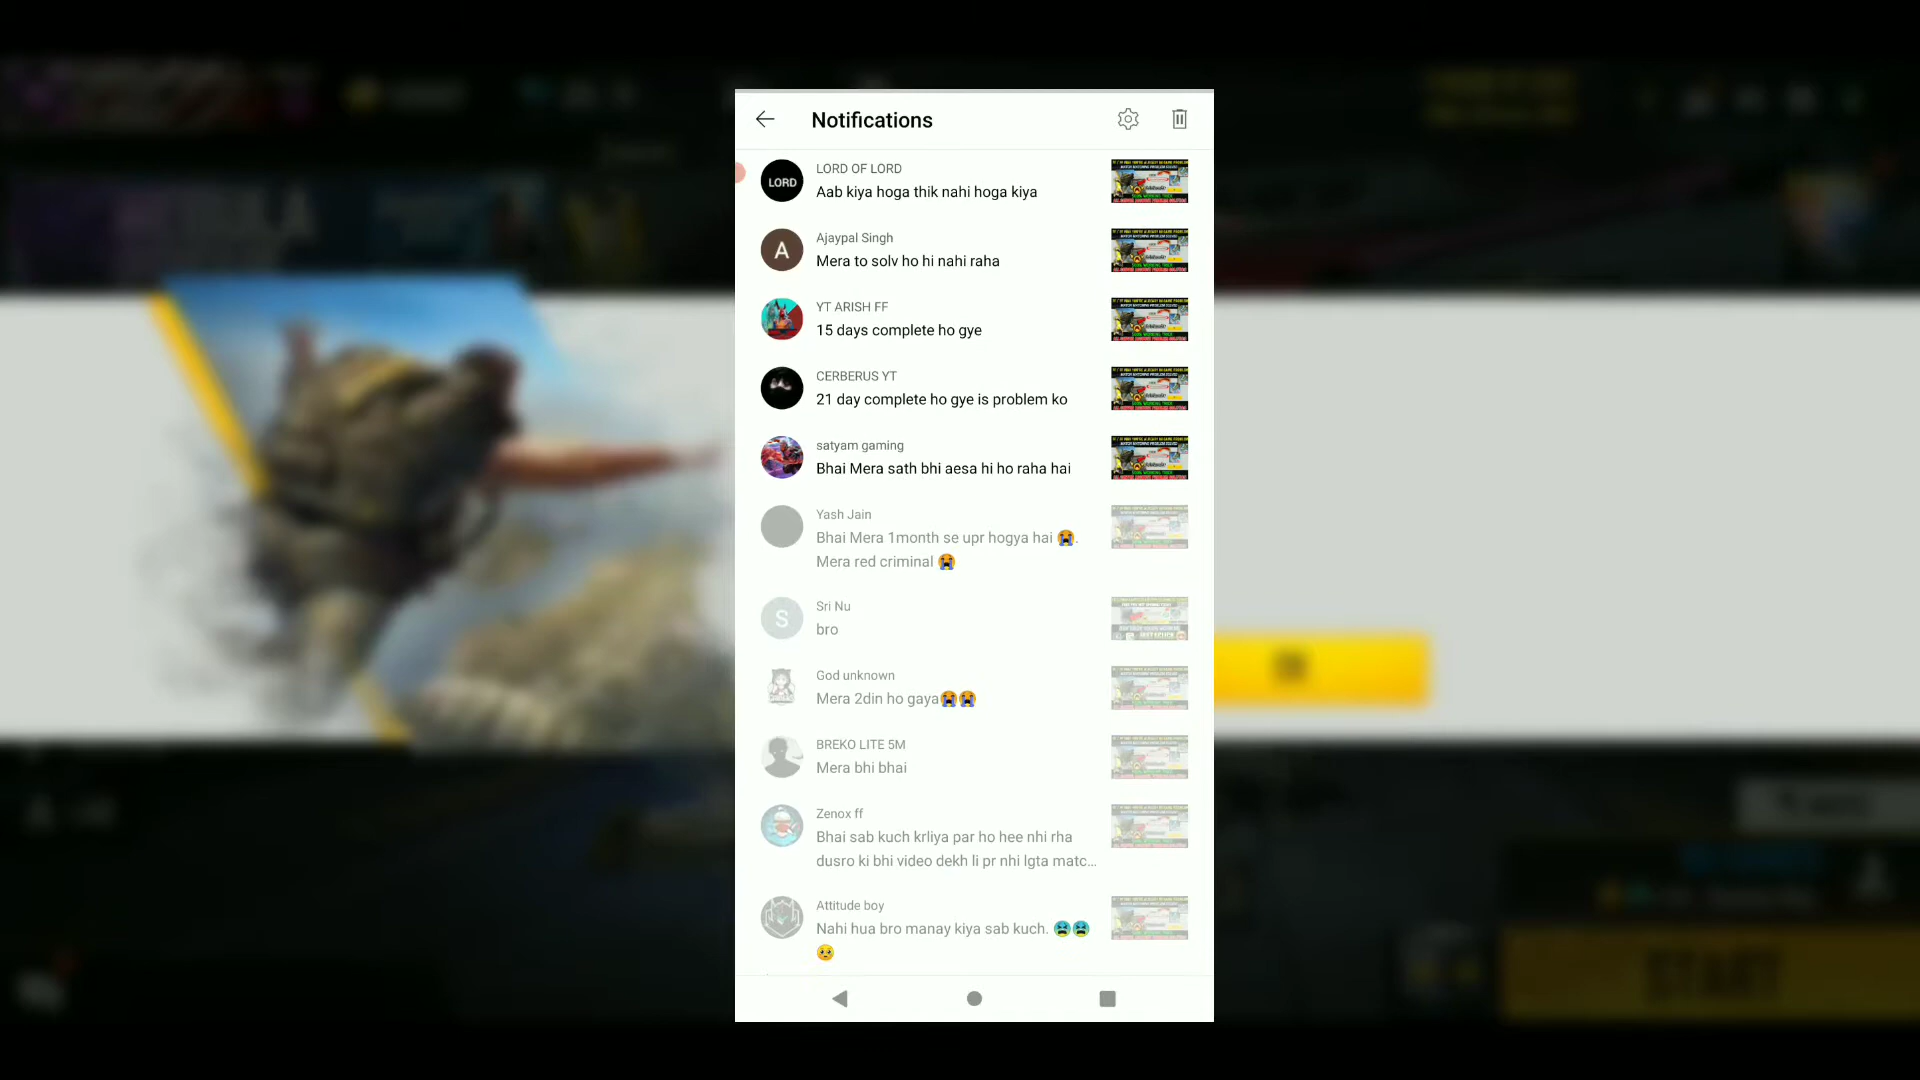 Notifications
LORD
LORD OF LORD
Aab kiya hoga thik nahi hoga kiya
A
Ajaypal Singh
Mera to solv ho hi nahi raha
YT ARISH FF
15 days complete ho gye
CERBERUS YT
21 day complete ho gye is problem ko
satyam gaming
Bhai Mera sath bhi aesa hi ho raha hai
Yash Jain
Bhai Mera 1month se upr hogya hai 😭.
Mera red criminal 😭
S
Sri Nu
bro
God unknown
Mera 2din ho gaya😭😭
BREKO LITE 5M
Mera bhi bhai
Zenox ff
Bhai sab kuch krliya par ho hee nhi rha
dusro ki bhi video dekh li pr nhi lgta matc...
Attitude boy
Nahi hua bro manay kiya sab kuch. 😫😫
🥺
START